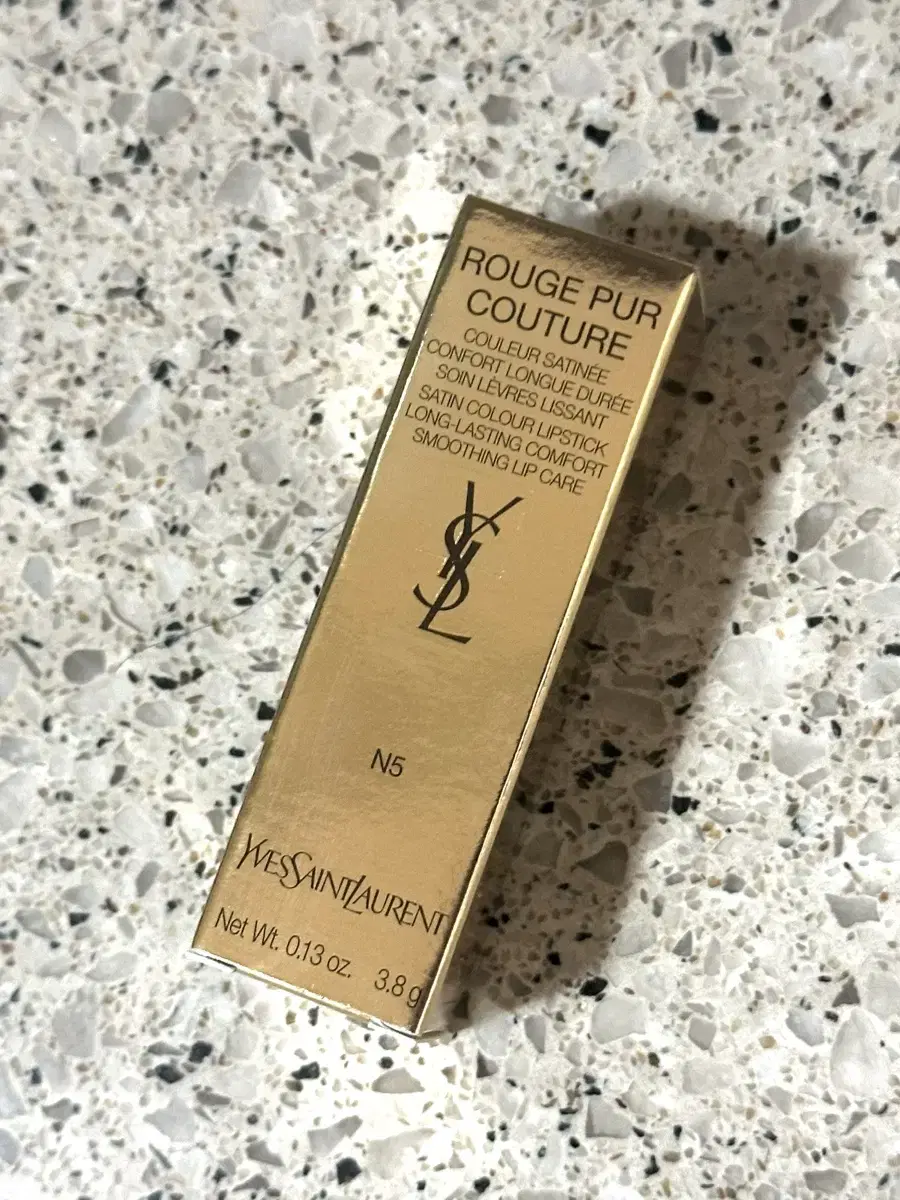 ROUGE PUR
COUTURE
COULEUR SATINÉE
CONFORT LONGUE DURÉE
SOIN LÈVRES LISSANT
SATIN COLOUR LIPSTICK
LONG-LASTING COMFORT
SMOOTHING LIP CARE
YSL
N5
YVESSAINTLAURENT
Net Wt. 0.13 oz. 3.8 g